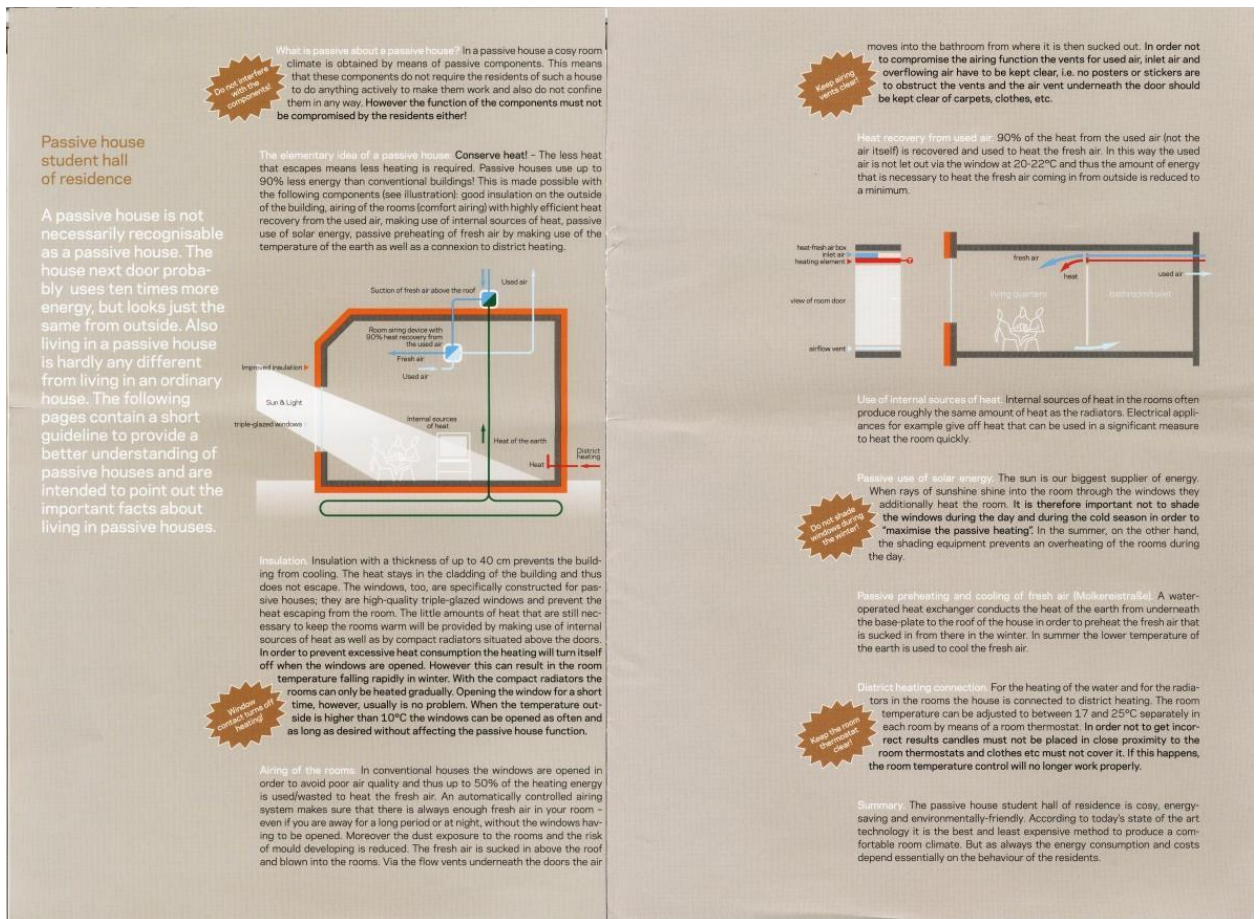 Passive house
student hall
of residence
A passive house is not
necessarily recognisable
as a passive house. The
house next door proba-
bly uses ten times more
energy, but looks just the
same from outside. Also
living in a passive house
is hardly any different
from living in an ordinary
house. The following
pages contain a short
guideline to provide a
better understanding of
passive houses and are
intended to point out the
important facts about
living in passive houses.
Do not interfere
with the
components!
What is passive about a passive house? In a passive house a cosy room
climate is obtained by means of passive components. This means
that these components do not require the residents of such a house
to do anything actively to make them work and also do not confine
them in any way. However the function of the components must not
be compromised by the residents either!
The elementary idea of a passive house. Conserve heat! – The less heat
that escapes means less heating is required. Passive houses use up to
90% less energy than conventional buildings! This is made possible with
the following components (see illustration): good insulation on the outside
of the building, airing of the rooms (comfort airing) with highly efficient heat
recovery from the used air, making use of internal sources of heat, passive
use of solar energy, passive preheating of fresh air by making use of the
temperature of the earth as well as a connexion to district heating.
Suction of fresh air above the roof
Used air
Room airing device with
90% heat recovery from
the used air
Fresh air
Used air
Improved insulation
Sun & Light
triple-glazed windows
Internal sources
of heat
Heat of the earth
District
heating
Heat
Insulation. Insulation with a thickness of up to 40 cm prevents the build-
ing from cooling. The heat stays in the cladding of the building and thus
does not escape. The windows, too, are specifically constructed for pas-
sive houses; they are high-quality triple-glazed windows and prevent the
heat escaping from the room. The little amounts of heat that are still nec-
essary to keep the rooms warm will be provided by making use of internal
sources of heat as well as by compact radiators situated above the doors.
In order to prevent excessive heat consumption the heating will turn itself
off when the windows are opened. However this can result in the room
temperature falling rapidly in winter. With the compact radiators the
rooms can only be heated gradually. Opening the window for a short
time, however, usually is no problem. When the temperature out-
side is higher than 10°C the windows can be opened as often and
as long as desired without affecting the passive house function.
Window
contact turns off
heating!
Airing of the rooms. In conventional houses the windows are opened in
order to avoid poor air quality and thus up to 50% of the heating energy
is used/wasted to heat the fresh air. An automatically controlled airing
system makes sure that there is always enough fresh air in your room –
even if you are away for a long period or at night, without the windows hav-
ing to be opened. Moreover the dust exposure to the rooms and the risk
of mould developing is reduced. The fresh air is sucked in above the roof
and blown into the rooms. Via the flow vents underneath the doors the air
moves into the bathroom from where it is then sucked out. In order not
to compromise the airing function the vents for used air, inlet air and
overflowing air have to be kept clear, i.e. no posters or stickers are
to obstruct the vents and the air vent underneath the door should
be kept clear of carpets, clothes, etc.
Keep airing
vents clear!
Heat recovery from used air. 90% of the heat from the used air (not the
air itself) is recovered and used to heat the fresh air. In this way the used
air is not let out via the window at 20-22°C and thus the amount of energy
that is necessary to heat the fresh air coming in from outside is reduced to
a minimum.
heat-fresh air box
inlet air
heating element
view of room door
airflow vent
fresh air
heat
used air
living quarters
bathroom/toilet
Use of internal sources of heat. Internal sources of heat in the rooms often
produce roughly the same amount of heat as the radiators. Electrical appli-
ances for example give off heat that can be used in a significant measure
to heat the room quickly.
Passive use of solar energy. The sun is our biggest supplier of energy.
When rays of sunshine shine into the room through the windows they
additionally heat the room. It is therefore important not to shade
the windows during the day and during the cold season in order to
"maximise the passive heating". In the summer, on the other hand,
the shading equipment prevents an overheating of the rooms during
the day.
Do not shade
windows during
the winter!
Passive preheating and cooling of fresh air (Molkereistraße). A water-
operated heat exchanger conducts the heat of the earth from underneath
the base-plate to the roof of the house in order to preheat the fresh air that
is sucked in from there in the winter. In summer the lower temperature of
the earth is used to cool the fresh air.
District heating connection. For the heating of the water and for the radia-
tors in the rooms the house is connected to district heating. The room
temperature can be adjusted to between 17 and 25°C separately in
each room by means of a room thermostat. In order not to get incor-
rect results candles must not be placed in close proximity to the
room thermostats and clothes etc must not cover it. If this happens,
the room temperature control will no longer work properly.
Keep the room
thermostat
clear!
Summary. The passive house student hall of residence is cosy, energy-
saving and environmentally-friendly. According to today's state of the art
technology it is the best and least expensive method to produce a com-
fortable room climate. But as always the energy consumption and costs
depend essentially on the behaviour of the residents.